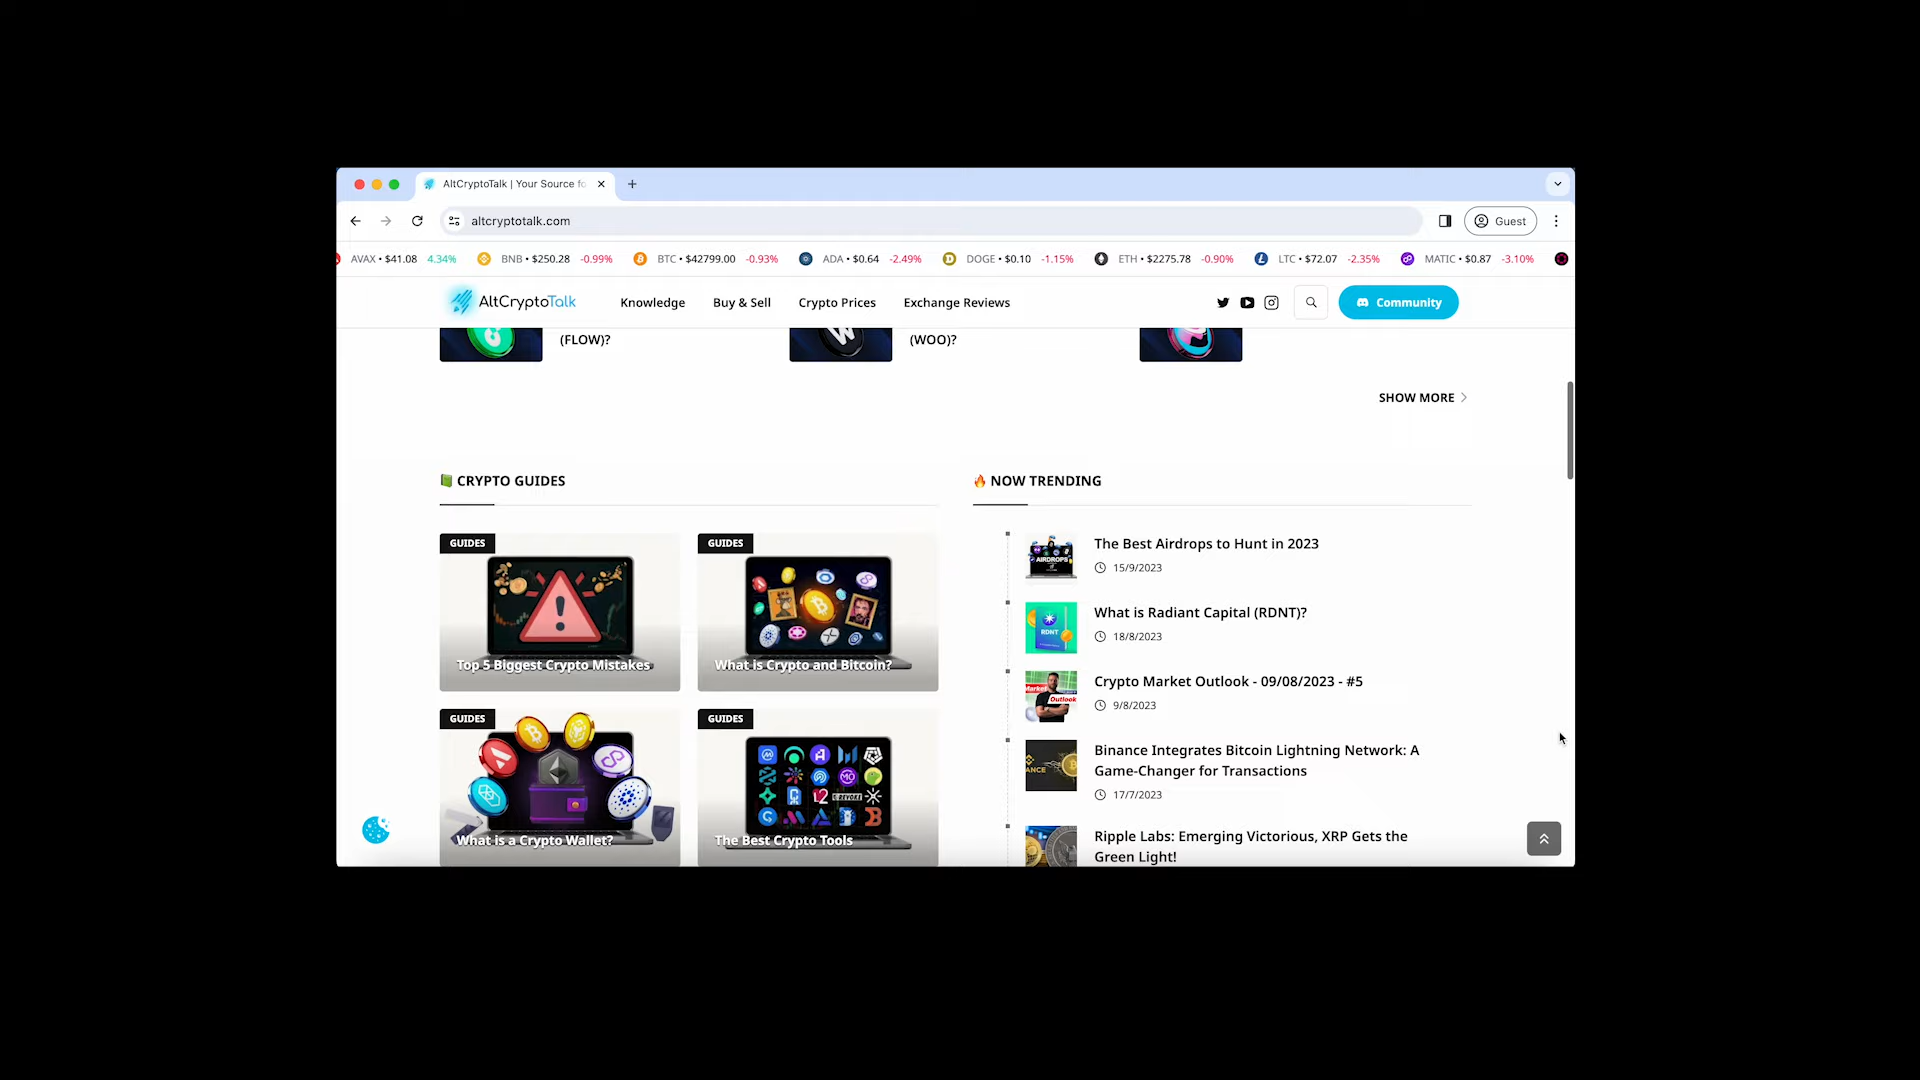 AltCryptoTalk | Your Source fo
altcryptotalk.com
Guest
AVAX • $41.08 4.34% BNB • $250.28 -0.99% BTC • $42799.00 -0.93% ADA • $0.64 -2.49% DOGE • $0.10 -1.15% ETH • $2275.78 -0.90% LTC • $72.07 -2.35% MATIC • $0.87 -3.10%
AltCryptoTalk Knowledge Buy & Sell Crypto Prices Exchange Reviews Community
(FLOW)?
(WOO)?
SHOW MORE
CRYPTO GUIDES
GUIDES
Top 5 Biggest Crypto Mistakes
GUIDES
What is Crypto and Bitcoin?
GUIDES
What is a Crypto Wallet?
GUIDES
The Best Crypto Tools
NOW TRENDING
AIRDROPS
The Best Airdrops to Hunt in 2023
15/9/2023
RDNT
What is Radiant Capital (RDNT)?
18/8/2023
Market
Outlook
Crypto Market Outlook - 09/08/2023 - #5
9/8/2023
Binance Integrates Bitcoin Lightning Network: A
Game-Changer for Transactions
17/7/2023
Ripple Labs: Emerging Victorious, XRP Gets the
Green Light!